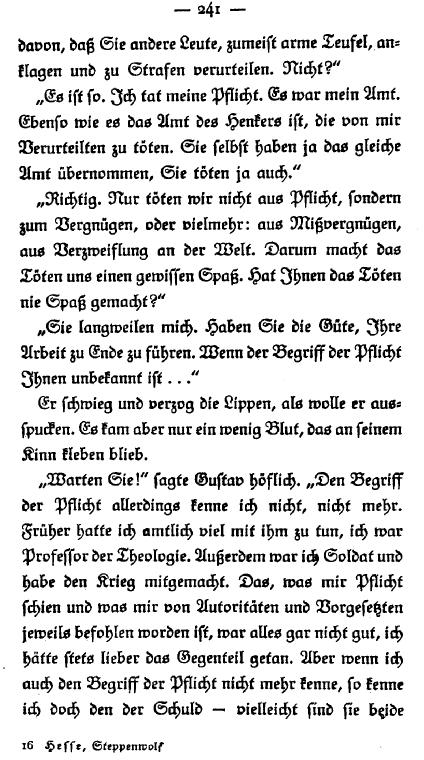 — 241 —
davon, daß Sie andere Leute, zumeist arme Teufel, an-
klagen und zu Strafen verurteilen. Nicht?“
„Es ist so. Ich tat meine Pflicht. Es war mein Amt.
Ebenso wie es das Amt des Henkers ist, die von mir
Verurteilten zu töten. Sie selbst haben ja das gleiche
Amt übernommen, Sie töten ja auch.“
„Richtig. Nur töten wir nicht aus Pflicht, sondern
zum Vergnügen, oder vielmehr: aus Mißvergnügen,
aus Verzweiflung an der Welt. Darum macht das
Töten uns einen gewissen Spaß. Hat Ihnen das Töten
nie Spaß gemacht?“
„Sie langweilen mich. Haben Sie die Güte, Ihre
Arbeit zu Ende zu führen. Wenn der Begriff der Pflicht
Ihnen unbekannt ist . . .“
Er schwieg und verzog die Lippen, als wolle er aus-
spucken. Es kam aber nur ein wenig Blut, das an seinem
Kinn kleben blieb.
„Warten Sie!“ sagte Gustav höflich. „Den Begriff
der Pflicht allerdings kenne ich nicht, nicht mehr.
Früher hatte ich amtlich viel mit ihm zu tun, ich war
Professor der Theologie. Außerdem war ich Soldat und
habe den Krieg mitgemacht. Das, was mir Pflicht
schien und was mir von Autoritäten und Vorgesetzten
jeweils befohlen worden ist, war alles gar nicht gut, ich
hätte stets lieber das Gegenteil getan. Aber wenn ich
auch den Begriff der Pflicht nicht mehr kenne, so kenne
ich doch den der Schuld — vielleicht sind sie beide
16 Hesse, Steppenwolf